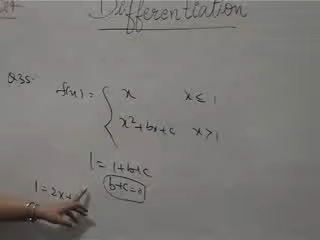 Differentiation
Q35.
f(x) = { x x ≤ 1
x²+bx+c x>1
1 = 1+b+c
b+c=0
1 = 2x+